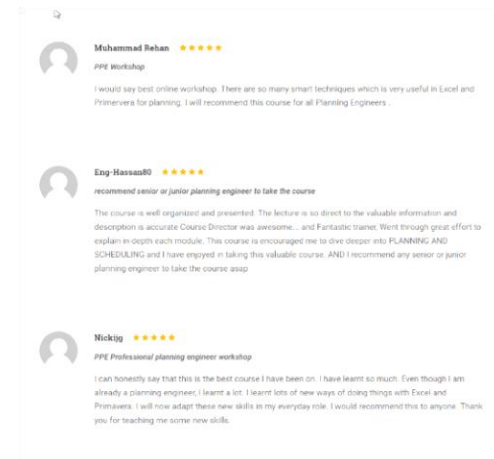 Muhammad Rehan
PPE Workshop
I would say best online workshop. There are so many smart techniques which is very useful in Excel and
Primervera for planning. I will recommend this course for all Planning Engineers .
Eng-Hassan80
recommend senior or junior planning engineer to take the course
The course is well organized and presented. The lecture is so direct to the valuable information and
description is accurate Course Director was awesome... and Fantastic trainer, Went through great effort to
explain in depth each module. This course is encouraged me to dive deeper into PLANNING AND
SCHEDULING and I have enjoyed in taking this valuable course. AND I recommend any senior or junior
planning engineer to take the course asap
Nickijg
PPE Professional planning engineer workshop
I can honestly say that this is the best course I have been on. I have learnt so much. Even though I am
already a planning engineer, I learnt a lot. I learnt lots of new ways of doing things with Excel and
Primavera. I will now adapt these new skills in my everyday role. I would recommend this to anyone. Thank
you for teaching me some new skills.